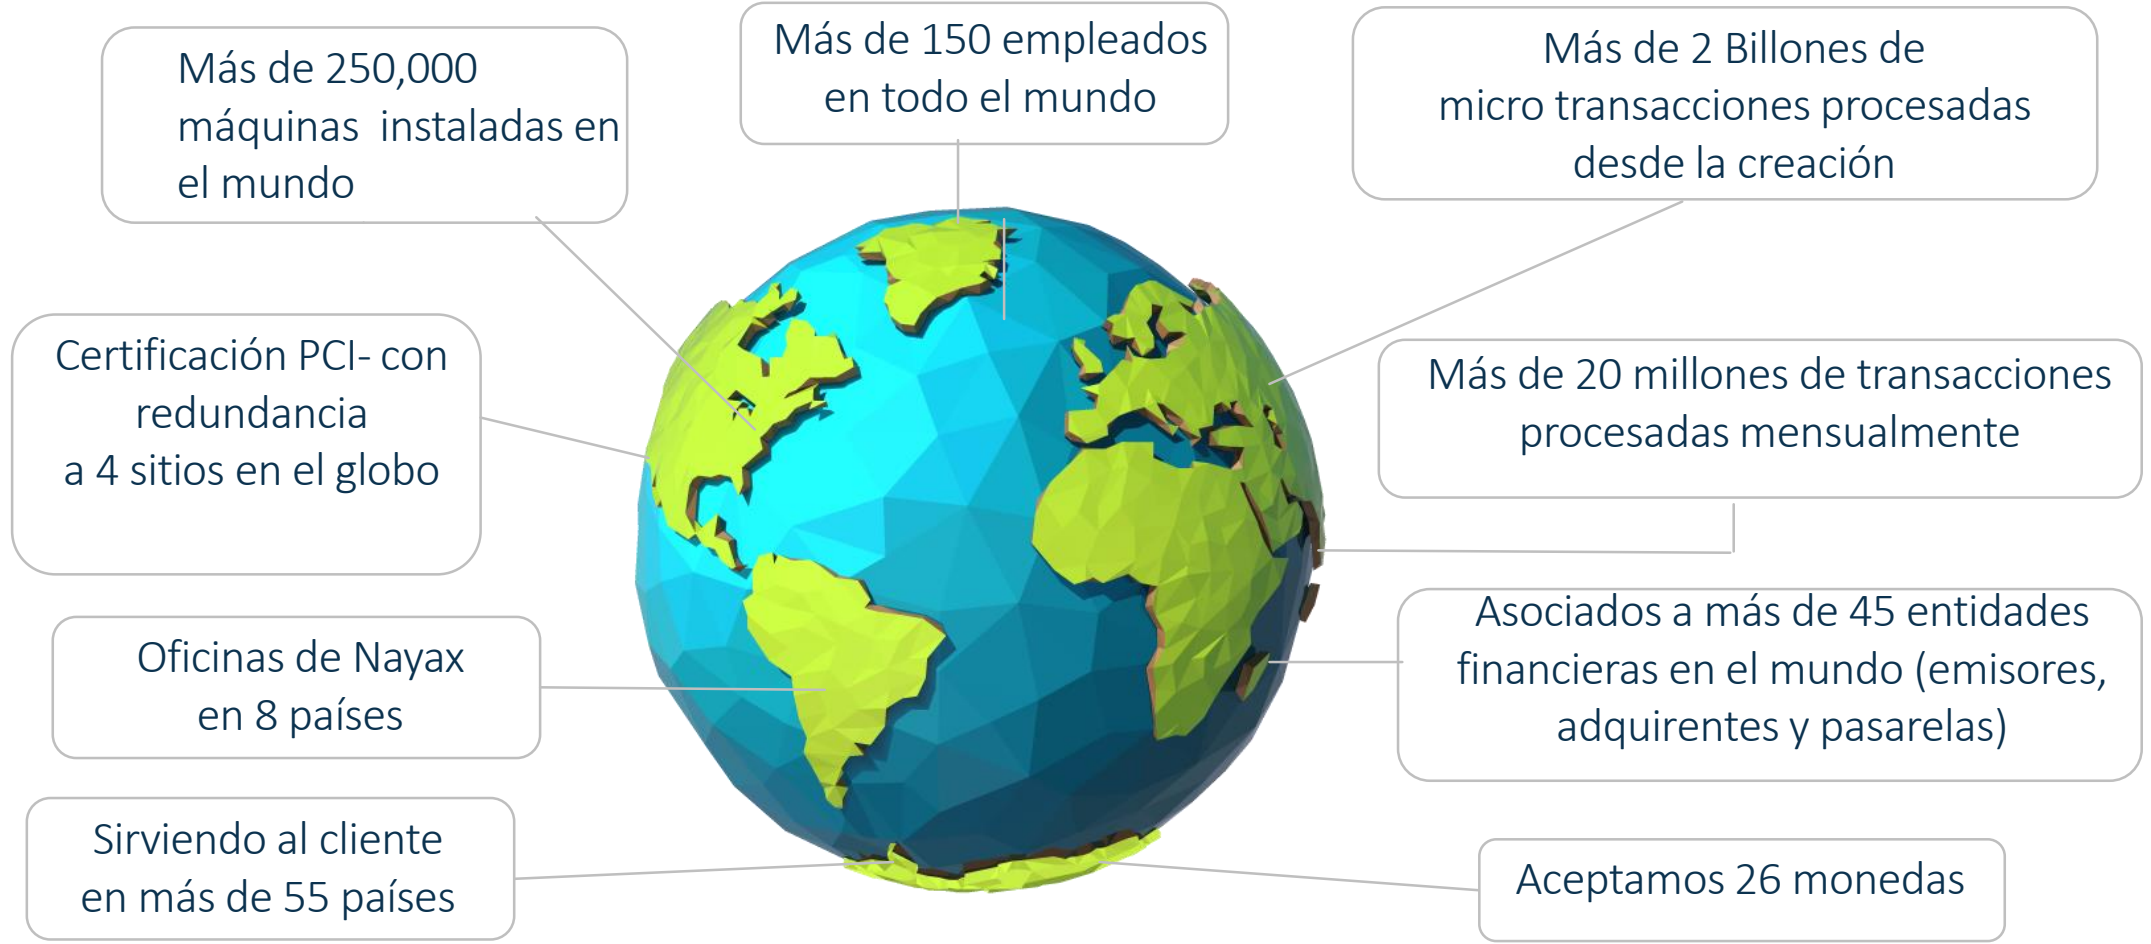 Más de 250,000
máquinas instaladas en
el mundo
Más de 150 empleados
en todo el mundo
Más de 2 Billones de
micro transacciones procesadas
desde la creación
Certificación PCI- con
redundancia
a 4 sitios en el globo
Más de 20 millones de transacciones
procesadas mensualmente
Oficinas de Nayax
en 8 países
Asociados a más de 45 entidades
financieras en el mundo (emisores,
adquirentes y pasarelas)
Sirviendo al cliente
en más de 55 países
Aceptamos 26 monedas